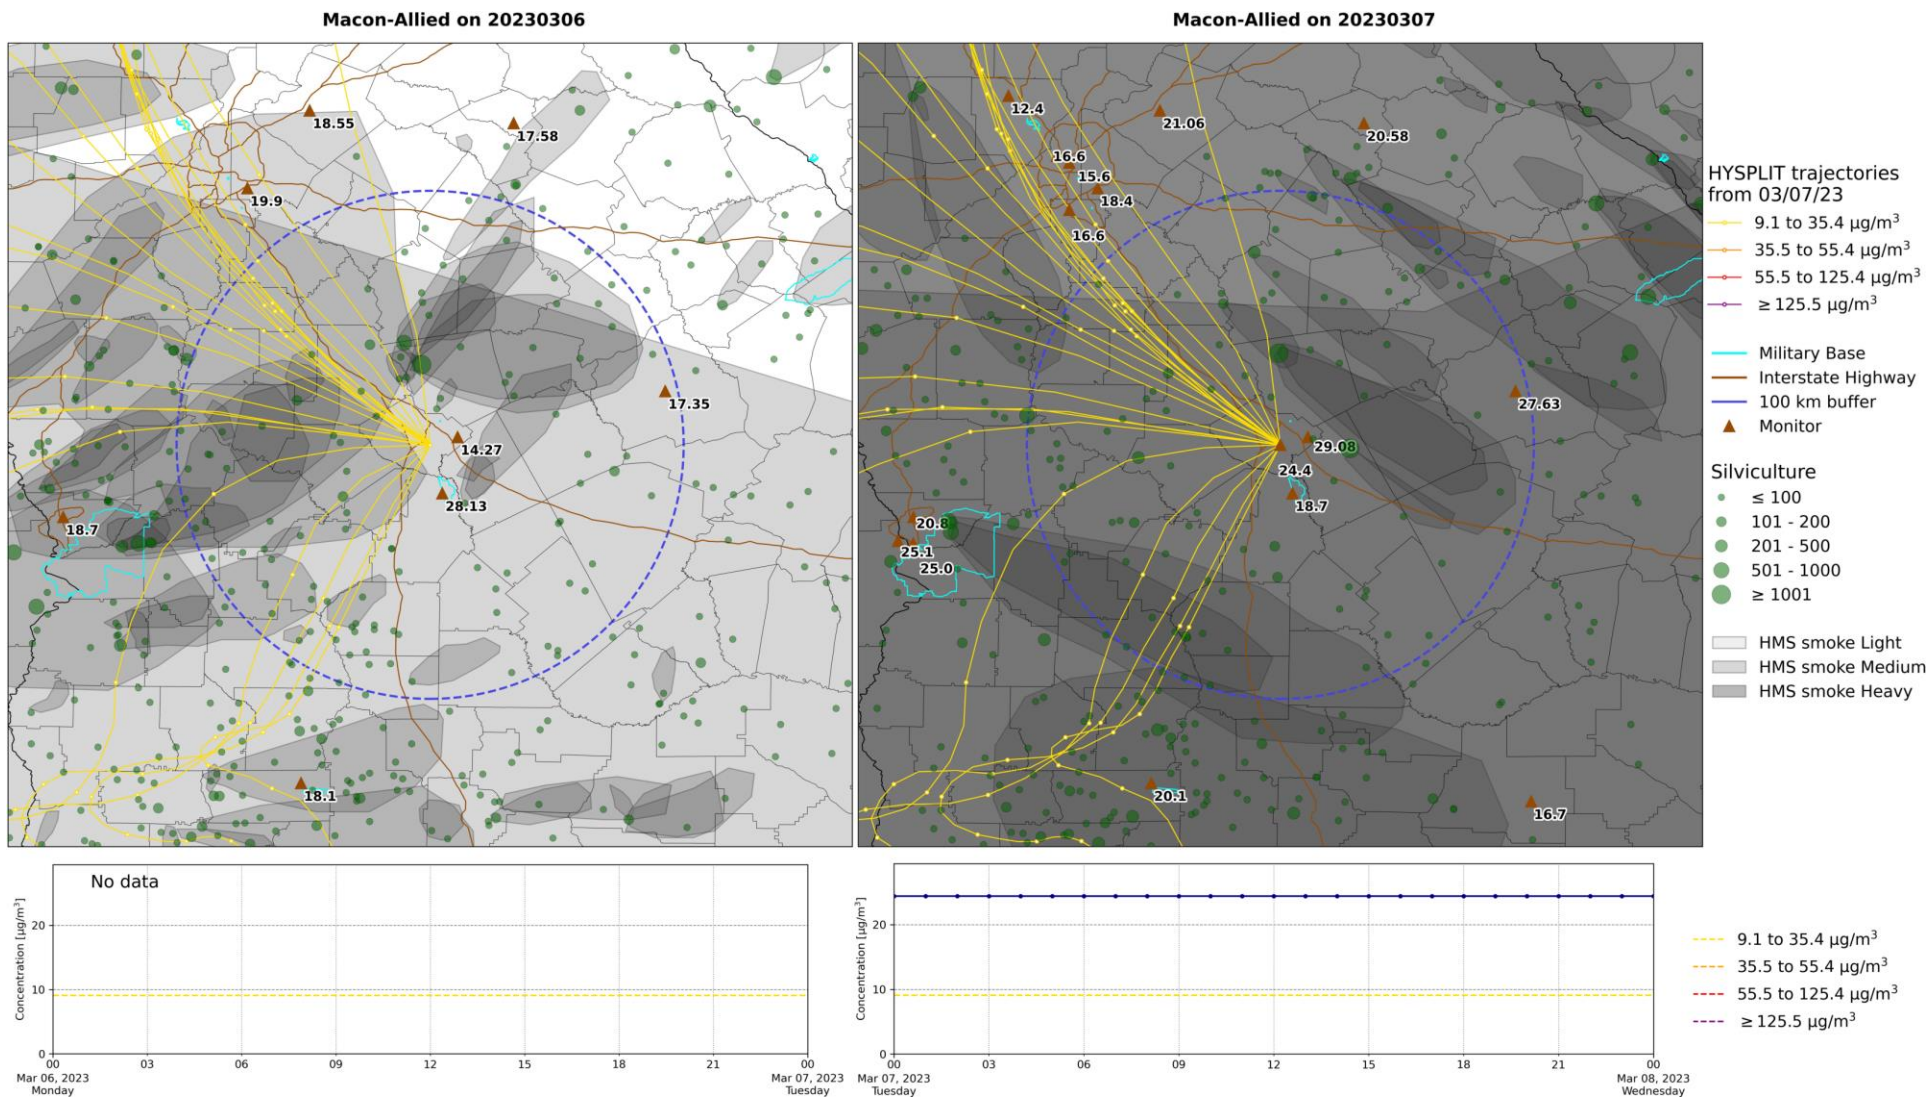 Macon-Allied on 20230306
18.55
17.58
19.9
17.35
14.27
28.13
18.7
18.1
Macon-Allied on 20230307
12.4
21.06
20.58
16.6
15.6
18.4
16.6
27.63
29.08
24.4
18.7
20.8
25.1
25.0
20.1
16.7
HYSPLIT trajectories
from 03/07/23
9.1 to 35.4 µg/m³
35.5 to 55.4 µg/m³
55.5 to 125.4 µg/m³
≥ 125.5 µg/m³
Military Base
Interstate Highway
100 km buffer
Monitor
Silviculture
≤ 100
101 - 200
201 - 500
501 - 1000
≥ 1001
HMS smoke Light
HMS smoke Medium
HMS smoke Heavy
No data
Concentration [µg/m³]
20
10
0
00 03 06 09 12 15 18 21 00
Mar 06, 2023 Mar 07, 2023
Monday Tuesday
Concentration [µg/m³]
20
10
0
00 03 06 09 12 15 18 21 00
Mar 07, 2023 Mar 08, 2023
Tuesday Wednesday
9.1 to 35.4 µg/m³
35.5 to 55.4 µg/m³
55.5 to 125.4 µg/m³
≥ 125.5 µg/m³